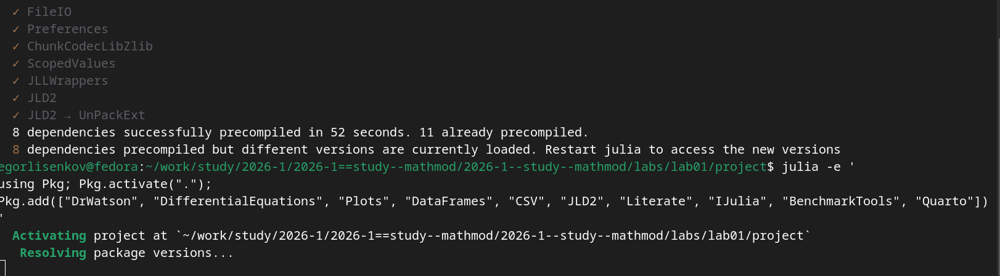 ✓ FileIO
✓ Preferences
✓ ChunkCodecLibZlib
✓ ScopedValues
✓ JLLWrappers
✓ JLD2
✓ JLD2 → UnPackExt
8 dependencies successfully precompiled in 52 seconds. 11 already precompiled.
8 dependencies precompiled but different versions are currently loaded. Restart julia to access the new versions
egorlisenkov@fedora:~/work/study/2026-1/2026-1==study--mathmod/2026-1--study--mathmod/labs/lab01/project$ julia -e '
using Pkg; Pkg.activate(".");
Pkg.add(["DrWatson", "DifferentialEquations", "Plots", "DataFrames", "CSV", "JLD2", "Literate", "IJulia", "BenchmarkTools", "Quarto"])
'
Activating project at `~/work/study/2026-1/2026-1==study--mathmod/2026-1--study--mathmod/labs/lab01/project`
Resolving package versions...